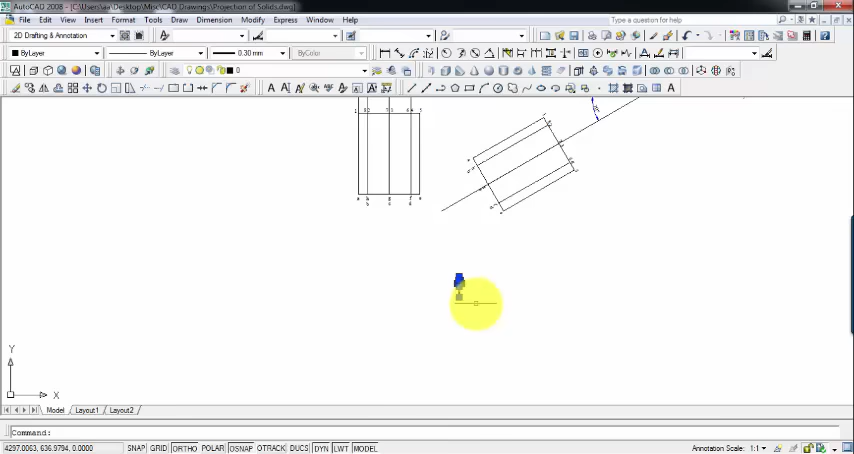 AutoCAD 2008 - [C:\Users\aa\Desktop\Misc\CAD Drawings\Projection of Solids.dwg]
File Edit View Insert Format Tools Draw Dimension Modify Express Window Help
Type a question for help
2D Drafting & Annotation
ByLayer ByLayer 0.30 mm ByColor
0
Y
X
Model Layout1 Layout2
Command:
4297.0063, 636.9794, 0.0000 SNAP GRID ORTHO POLAR OSNAP OTRACK DUCS DYN LWT MODEL Annotation Scale: 1:1